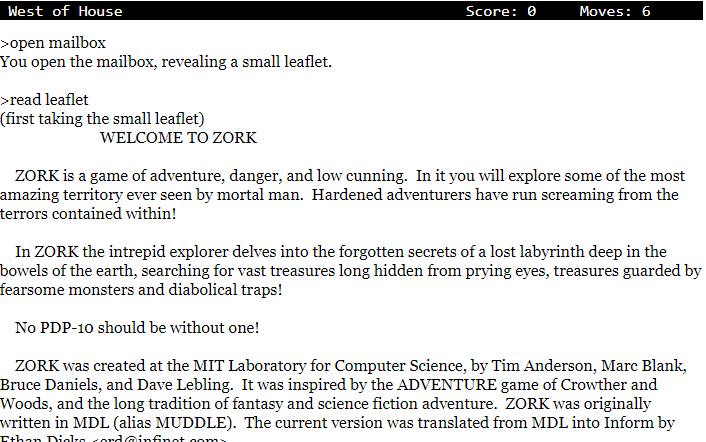 West of House Score: 0 Moves: 6
>open mailbox
You open the mailbox, revealing a small leaflet.
>read leaflet
(first taking the small leaflet)
WELCOME TO ZORK
ZORK is a game of adventure, danger, and low cunning. In it you will explore some of the most
amazing territory ever seen by mortal man. Hardened adventurers have run screaming from the
terrors contained within!
In ZORK the intrepid explorer delves into the forgotten secrets of a lost labyrinth deep in the
bowels of the earth, searching for vast treasures long hidden from prying eyes, treasures guarded by
fearsome monsters and diabolical traps!
No PDP-10 should be without one!
ZORK was created at the MIT Laboratory for Computer Science, by Tim Anderson, Marc Blank,
Bruce Daniels, and Dave Lebling. It was inspired by the ADVENTURE game of Crowther and
Woods, and the long tradition of fantasy and science fiction adventure. ZORK was originally
written in MDL (alias MUDDLE). The current version was translated from MDL into Inform by
Ethan Dicks <erd@infinet.com>